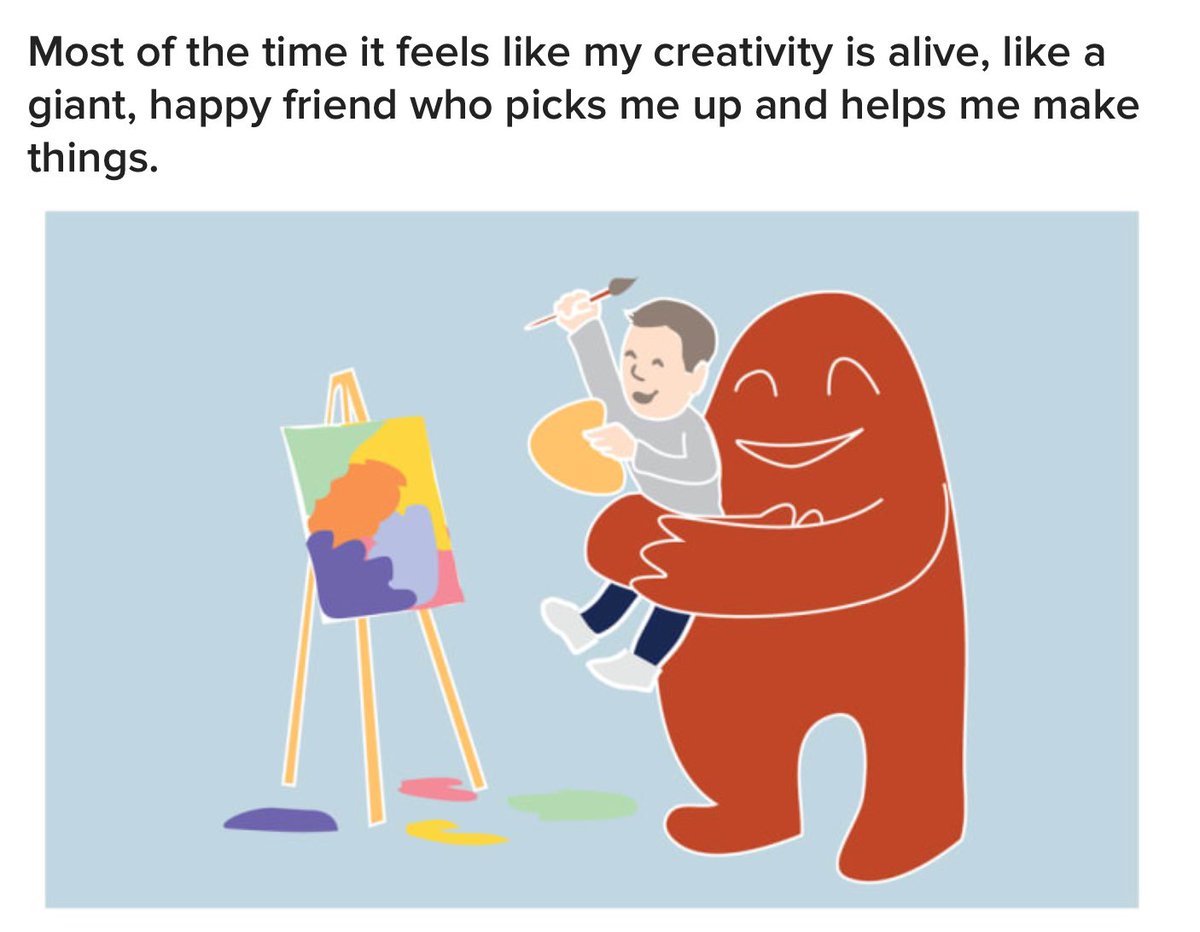 Most of the time it feels like my creativity is alive, like a
giant, happy friend who picks me up and helps me make
things.